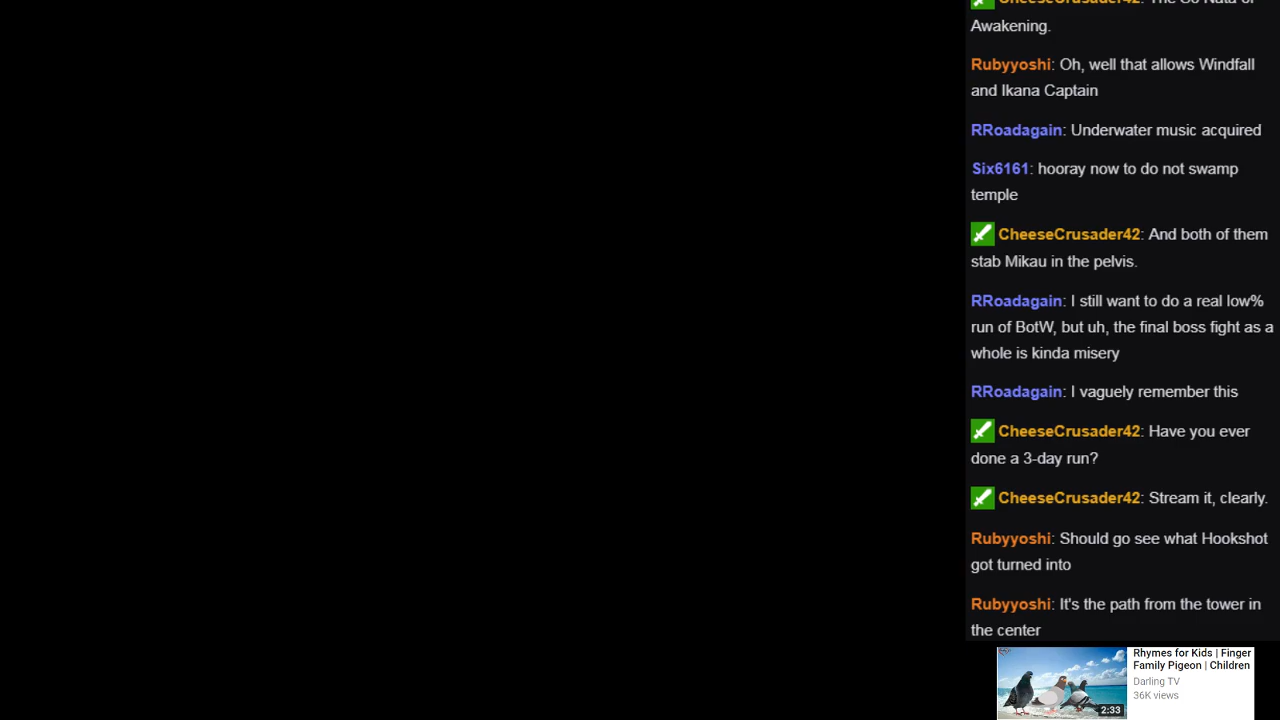 CheeseCrusader42: The So Nata of
Awakening.
Rubyyoshi: Oh, well that allows Windfall
and Ikana Captain
RRoadagain: Underwater music acquired
Six6161: hooray now to do not swamp
temple
CheeseCrusader42: And both of them
stab Mikau in the pelvis.
RRoadagain: I still want to do a real low%
run of BotW, but uh, the final boss fight as a
whole is kinda misery
RRoadagain: I vaguely remember this
CheeseCrusader42: Have you ever
done a 3-day run?
CheeseCrusader42: Stream it, clearly.
Rubyyoshi: Should go see what Hookshot
got turned into
Rubyyoshi: It's the path from the tower in
the center
Rhymes for Kids | Finger
Family Pigeon | Children
Darling TV
36K views
2:33